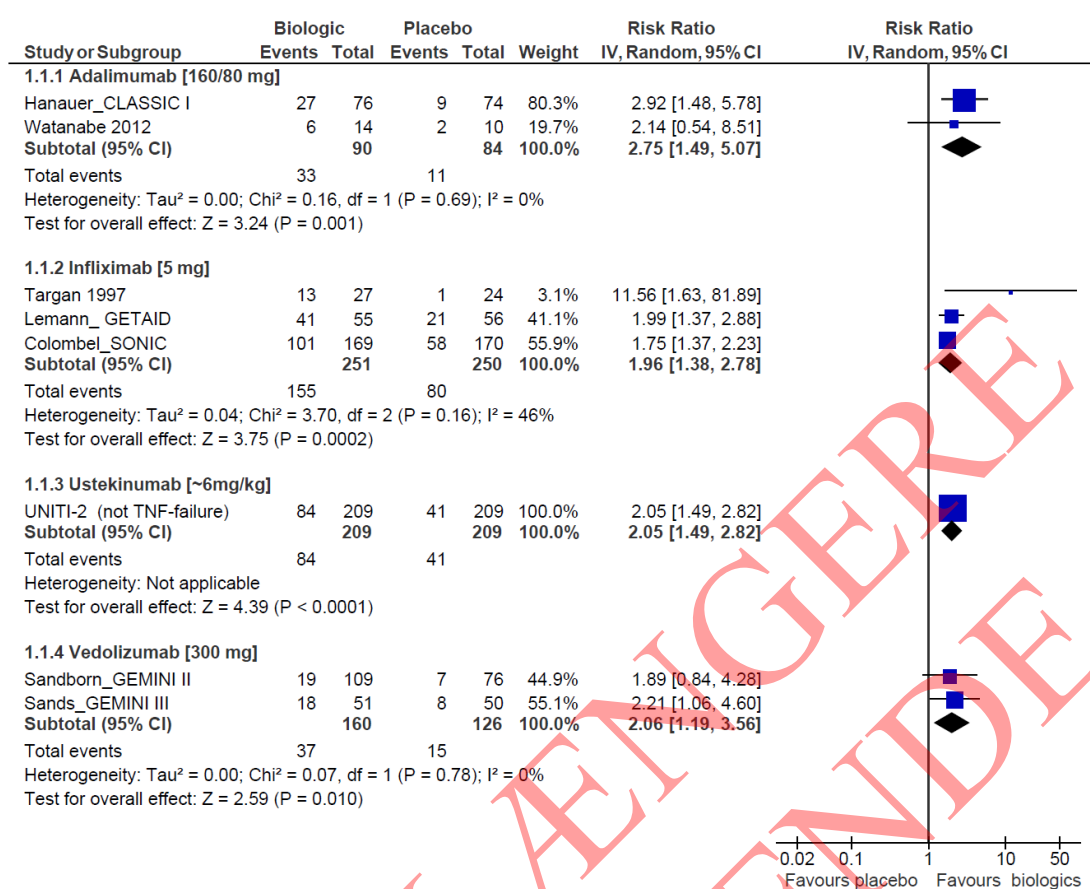 Biologic Placebo Risk Ratio Risk Ratio
Study or Subgroup Events Total Events Total Weight IV, Random, 95% CI IV, Random, 95% CI
1.1.1 Adalimumab [160/80 mg]
Hanauer_CLASSIC I 27 76 9 74 80.3% 2.92 [1.48, 5.78]
Watanabe 2012 6 14 2 10 19.7% 2.14 [0.54, 8.51]
Subtotal (95% CI) 90 84 100.0% 2.75 [1.49, 5.07]
Total events 33 11
Heterogeneity: Tau² = 0.00; Chi² = 0.16, df = 1 (P = 0.69); I² = 0%
Test for overall effect: Z = 3.24 (P = 0.001)
1.1.2 Infliximab [5 mg]
Targan 1997 13 27 1 24 3.1% 11.56 [1.63, 81.89]
Lemann_ GETAID 41 55 21 56 41.1% 1.99 [1.37, 2.88]
Colombel_SONIC 101 169 58 170 55.9% 1.75 [1.37, 2.23]
Subtotal (95% CI) 251 250 100.0% 1.96 [1.38, 2.78]
Total events 155 80
Heterogeneity: Tau² = 0.04; Chi² = 3.70, df = 2 (P = 0.16); I² = 46%
Test for overall effect: Z = 3.75 (P = 0.0002)
1.1.3 Ustekinumab [~6mg/kg]
UNITI-2 (not TNF-failure) 84 209 41 209 100.0% 2.05 [1.49, 2.82]
Subtotal (95% CI) 209 209 100.0% 2.05 [1.49, 2.82]
Total events 84 41
Heterogeneity: Not applicable
Test for overall effect: Z = 4.39 (P < 0.0001)
1.1.4 Vedolizumab [300 mg]
Sandborn_GEMINI II 19 109 7 76 44.9% 1.89 [0.84, 4.28]
Sands_GEMINI III 18 51 8 50 55.1% 2.21 [1.06, 4.60]
Subtotal (95% CI) 160 126 100.0% 2.06 [1.19, 3.56]
Total events 37 15
Heterogeneity: Tau² = 0.00; Chi² = 0.07, df = 1 (P = 0.78); I² = 0%
Test for overall effect: Z = 2.59 (P = 0.010)
0.02 0.1 1 10 50
Favours placebo Favours biologics
ÆNGERE
ENDE